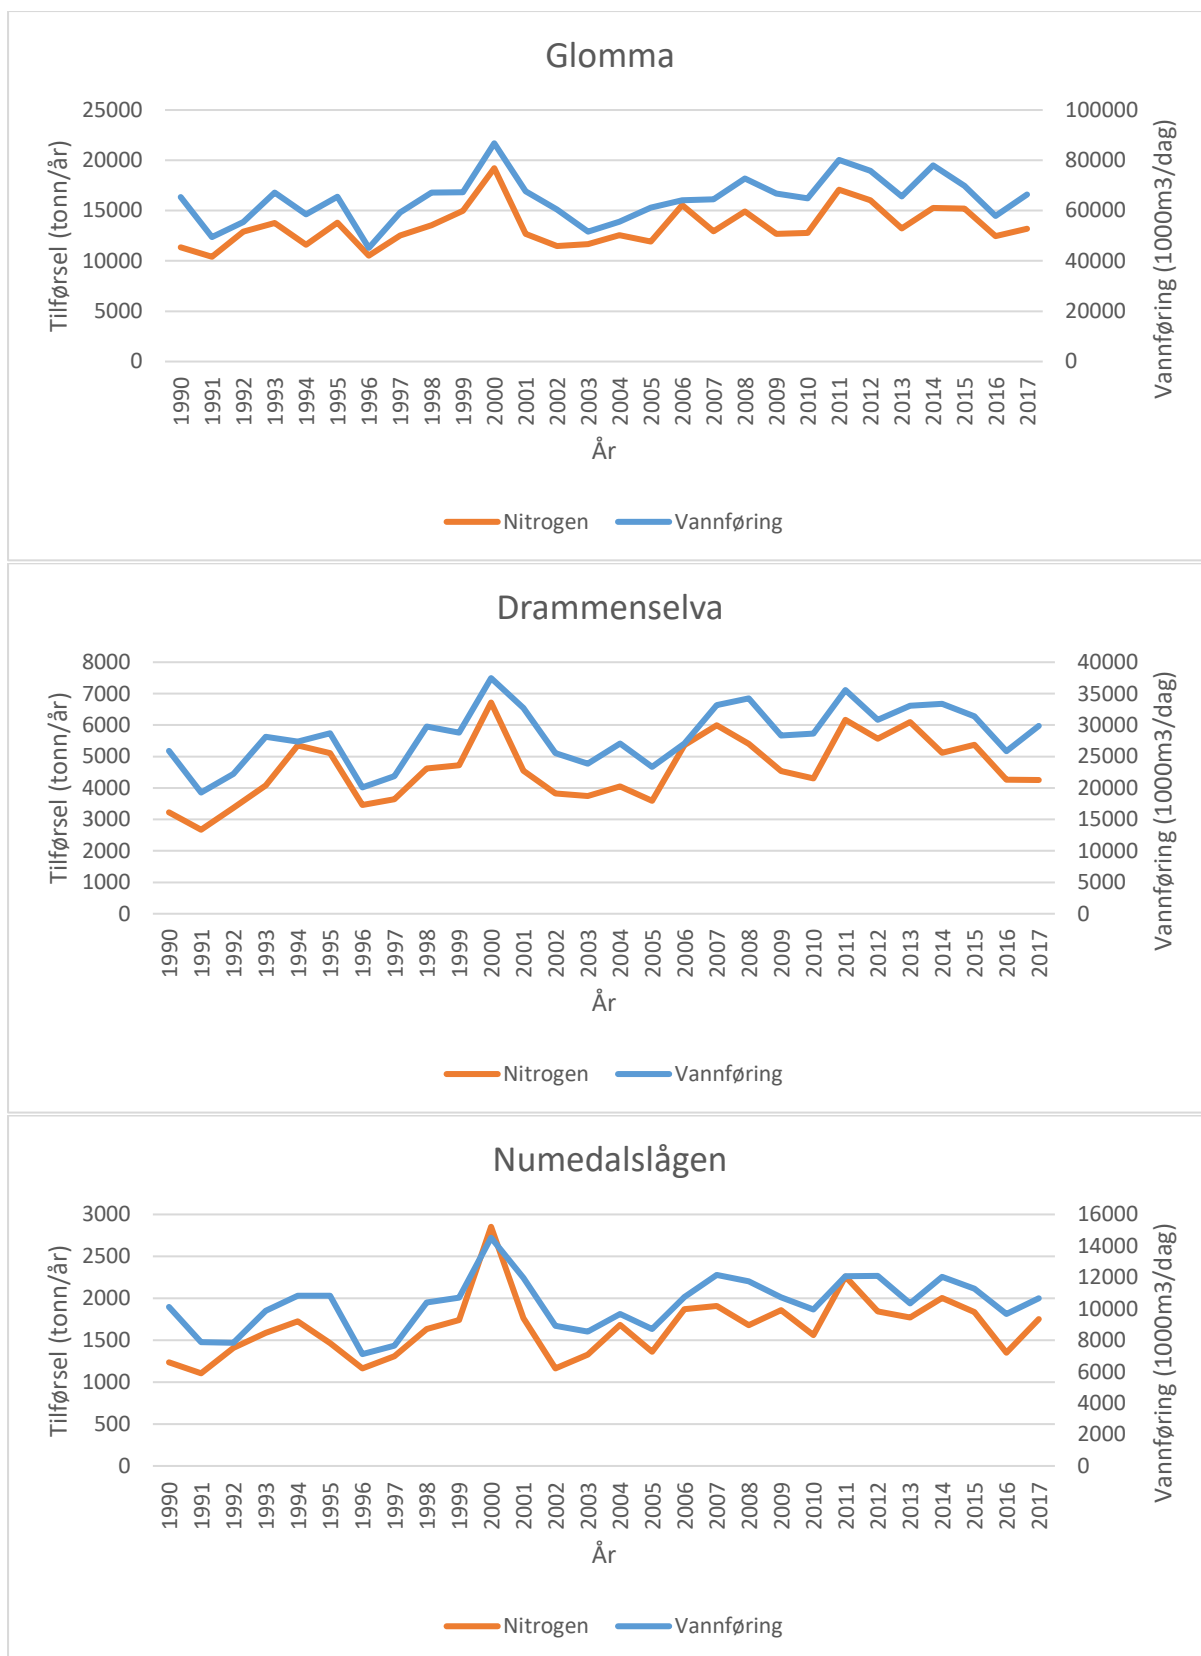 Glomma
Tilførsel (tonn/år)
25000
20000
15000
10000
5000
0
100000
80000
60000
40000
20000
0
Vannføring (1000m3/dag)
1990 1991 1992 1993 1994 1995 1996 1997 1998 1999 2000 2001 2002 2003 2004 2005 2006 2007 2008 2009 2010 2011 2012 2013 2014 2015 2016 2017
År
Nitrogen Vannføring
Drammenselva
Tilførsel (tonn/år)
8000
7000
6000
5000
4000
3000
2000
1000
0
40000
35000
30000
25000
20000
15000
10000
5000
0
Vannføring (1000m3/dag)
1990 1991 1992 1993 1994 1995 1996 1997 1998 1999 2000 2001 2002 2003 2004 2005 2006 2007 2008 2009 2010 2011 2012 2013 2014 2015 2016 2017
År
Nitrogen Vannføring
Numedalslågen
Tilførsel (tonn/år)
3000
2500
2000
1500
1000
500
0
16000
14000
12000
10000
8000
6000
4000
2000
0
Vannføring (1000m3/dag)
1990 1991 1992 1993 1994 1995 1996 1997 1998 1999 2000 2001 2002 2003 2004 2005 2006 2007 2008 2009 2010 2011 2012 2013 2014 2015 2016 2017
År
Nitrogen Vannføring